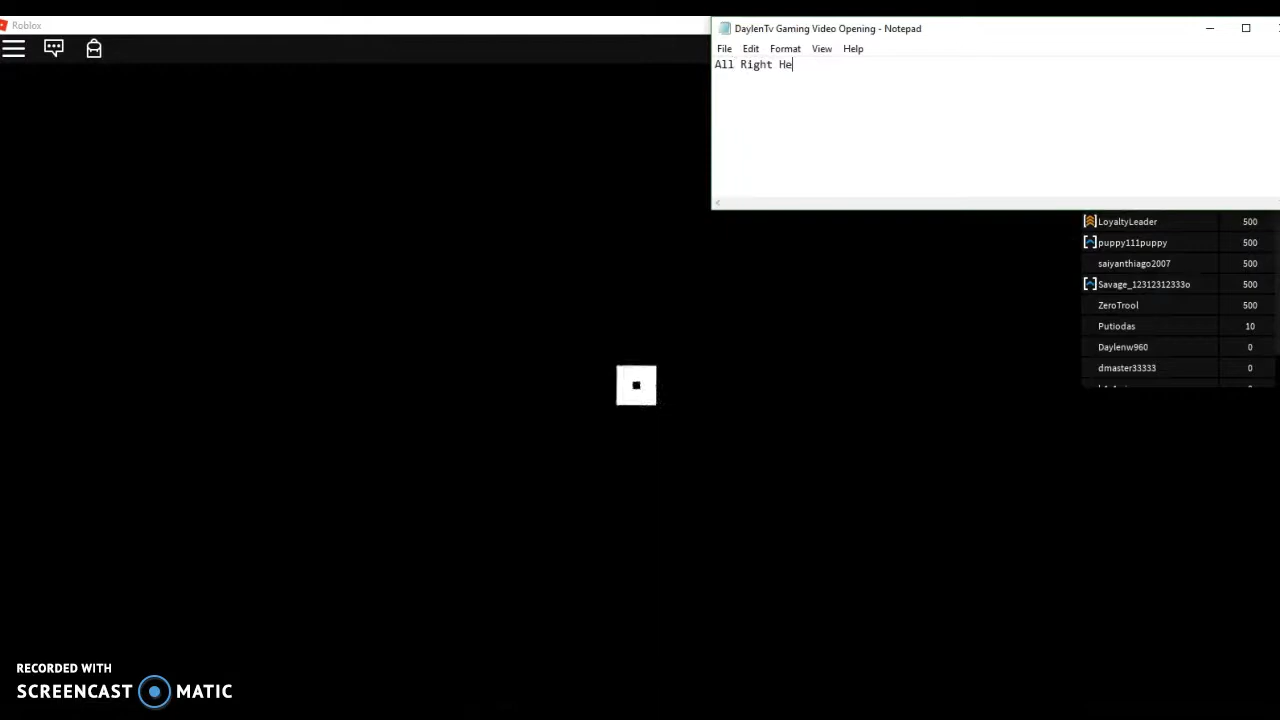 Roblox
DaylenTv Gaming Video Opening - Notepad
File Edit Format View Help
All Right He
LoyaltyLeader 500
puppy111puppy 500
saiyanthiago2007 500
Savage_12312312333o 500
ZeroTrool 500
Putiodas 10
Daylenw960 0
dmaster33333 0
RECORDED WITH
SCREENCAST MATIC